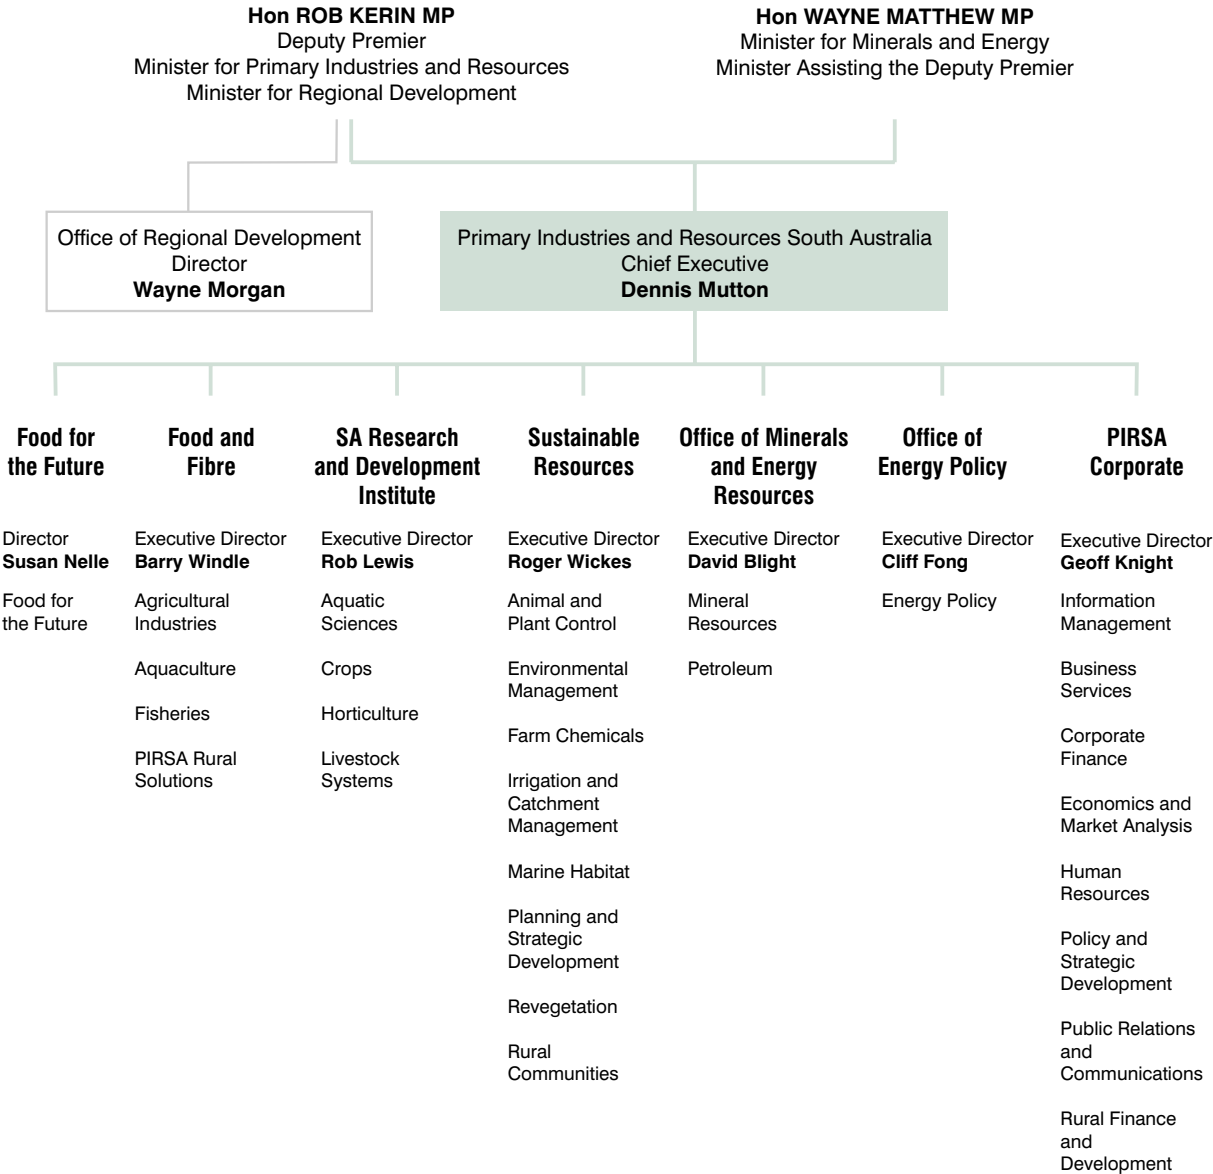 Hon ROB KERIN MP
Deputy Premier
Minister for Primary Industries and Resources
Minister for Regional Development
Hon WAYNE MATTHEW MP
Minister for Minerals and Energy
Minister Assisting the Deputy Premier
Office of Regional Development
Director
Wayne Morgan
Primary Industries and Resources South Australia
Chief Executive
Dennis Mutton
Food for
the Future
Director
Susan Nelle
Food for
the Future
Food and
Fibre
Executive Director
Barry Windle
Agricultural
Industries
Aquaculture
Fisheries
PIRSA Rural
Solutions
SA Research
and Development
Institute
Executive Director
Rob Lewis
Aquatic
Sciences
Crops
Horticulture
Livestock
Systems
Sustainable
Resources
Executive Director
Roger Wickes
Animal and
Plant Control
Environmental
Management
Farm Chemicals
Irrigation and
Catchment
Management
Marine Habitat
Planning and
Strategic
Development
Revegetation
Rural
Communities
Office of Minerals
and Energy
Resources
Executive Director
David Blight
Mineral
Resources
Petroleum
Office of
Energy Policy
Executive Director
Cliff Fong
Energy Policy
PIRSA
Corporate
Executive Director
Geoff Knight
Information
Management
Business
Services
Corporate
Finance
Economics and
Market Analysis
Human
Resources
Policy and
Strategic
Development
Public Relations
and
Communications
Rural Finance
and
Development